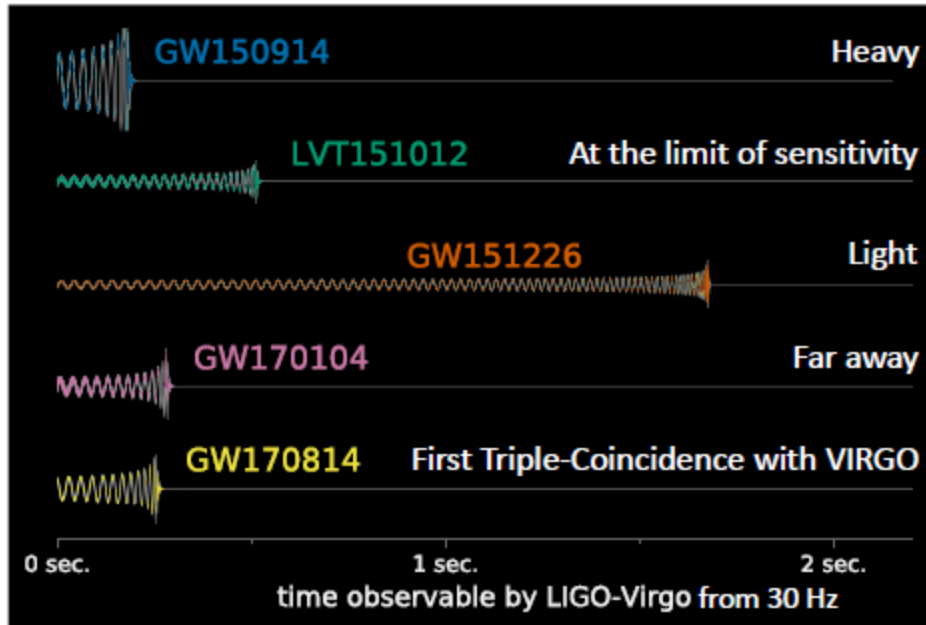 GW150914 Heavy
LVT151012 At the limit of sensitivity
GW151226 Light
GW170104 Far away
GW170814 First Triple-Coincidence with VIRGO
0 sec. 1 sec. 2 sec.
time observable by LIGO-Virgo from 30 Hz